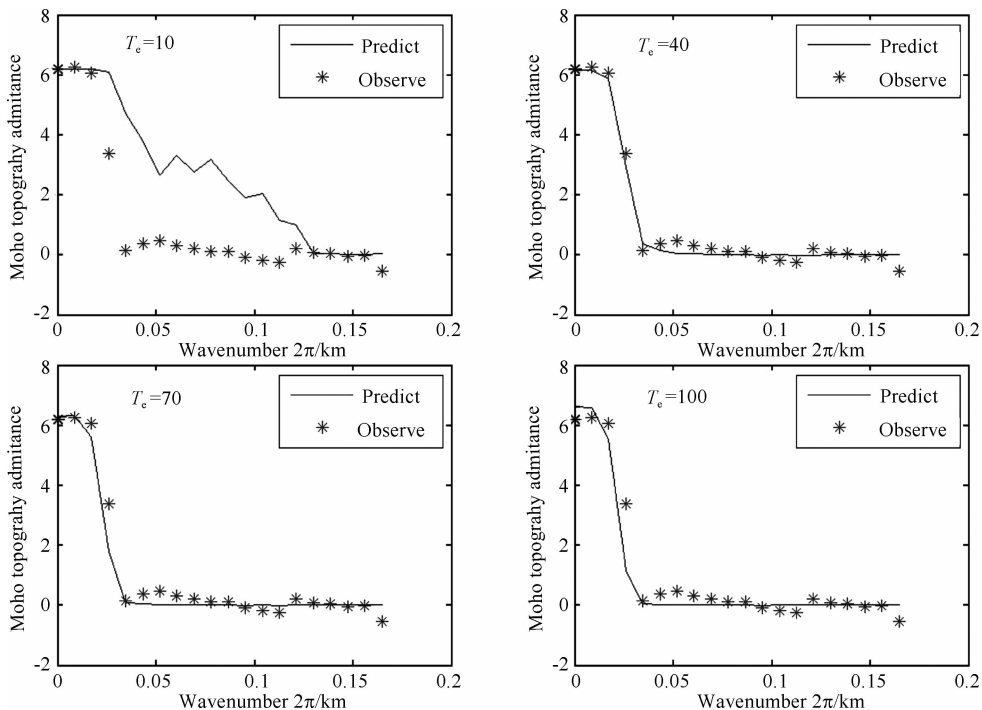 8
6
4
2
0
-2
Moho topograhy admitance
T_e=10
Predict
Observe
0 0.05 0.1 0.15 0.2
Wavenumber 2π/km
8
6
4
2
0
-2
Moho topograhy admitance
T_e=40
Predict
Observe
0 0.05 0.1 0.15 0.2
Wavenumber 2π/km
8
6
4
2
0
-2
Moho topograhy admitance
T_e=70
Predict
Observe
0 0.05 0.1 0.15 0.2
Wavenumber 2π/km
8
6
4
2
0
-2
Moho topograhy admitance
T_e=100
Predict
Observe
0 0.05 0.1 0.15 0.2
Wavenumber 2π/km